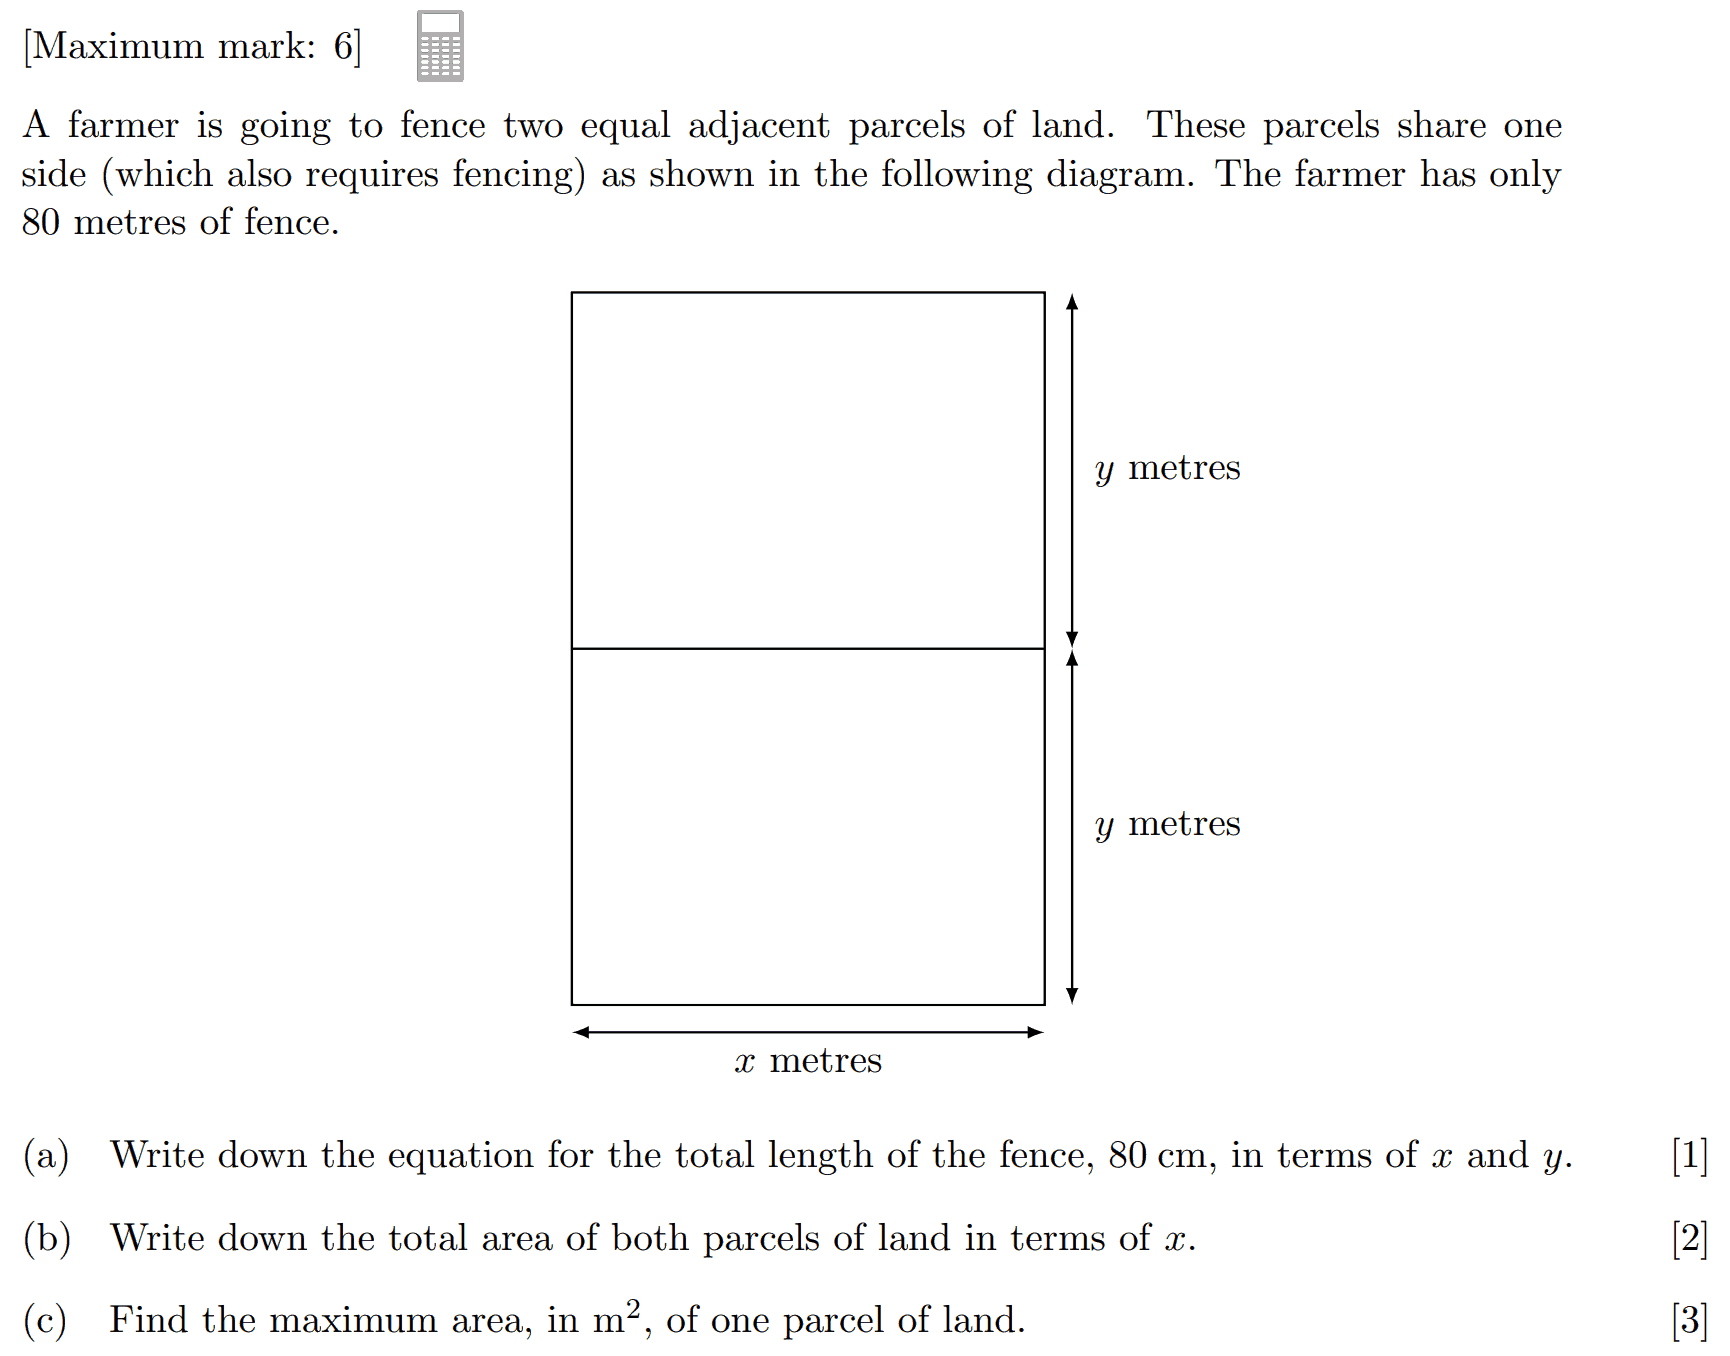 [Maximum mark: 6]
A farmer is going to fence two equal adjacent parcels of land. These parcels share one
side (which also requires fencing) as shown in the following diagram. The farmer has only
80 metres of fence.
y metres
y metres
x metres
(a) Write down the equation for the total length of the fence, 80 cm, in terms of x and y. [1]
(b) Write down the total area of both parcels of land in terms of x. [2]
(c) Find the maximum area, in m², of one parcel of land. [3]